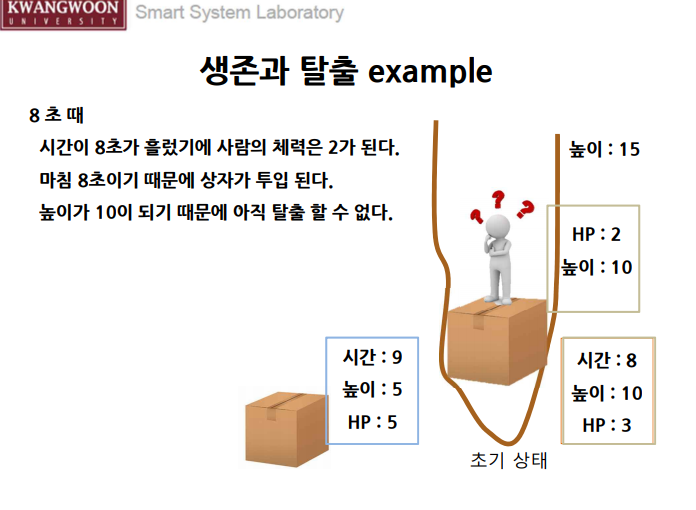 KWANGWOON
UNIVERSITY
Smart System Laboratory
생존과 탈출 example
8 초 때
시간이 8초가 흘렀기에 사람의 체력은 2가 된다.
마침 8초이기 때문에 상자가 투입 된다.
높이가 10이 되기 때문에 아직 탈출 할 수 없다.
높이 : 15
? ? ?
HP : 2
높이 : 10
시간 : 9
높이 : 5
HP : 5
시간 : 8
높이 : 10
HP : 3
초기 상태